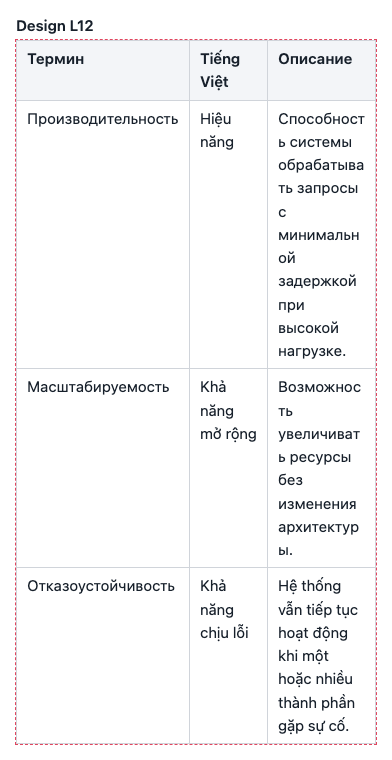 Design L12
Термин
Tiếng
Việt
Описание
Производительность
Hiệu
năng
Способност
ь системы
обрабатыва
ть запросы
с
минимальн
ой
задержкой
при
высокой
нагрузке.
Масштабируемость
Khả
năng
mở rộng
Возможнос
ть
увеличиват
ь ресурсы
без
изменения
архитектур
ы.
Отказоустойчивость
Khả
năng
chịu lỗi
Hệ thống
vẫn tiếp tục
hoạt động
khi một
hoặc nhiều
thành phần
gặp sự cố.